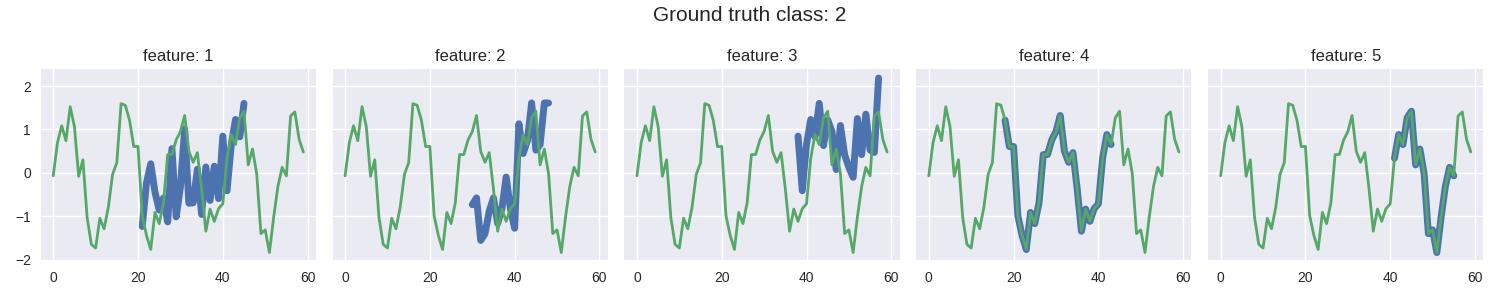 Ground truth class: 2
feature: 1 feature: 2 feature: 3 feature: 4 feature: 5
2
1
0
−1
−2
0 20 40 60 0 20 40 60 0 20 40 60 0 20 40 60 0 20 40 60